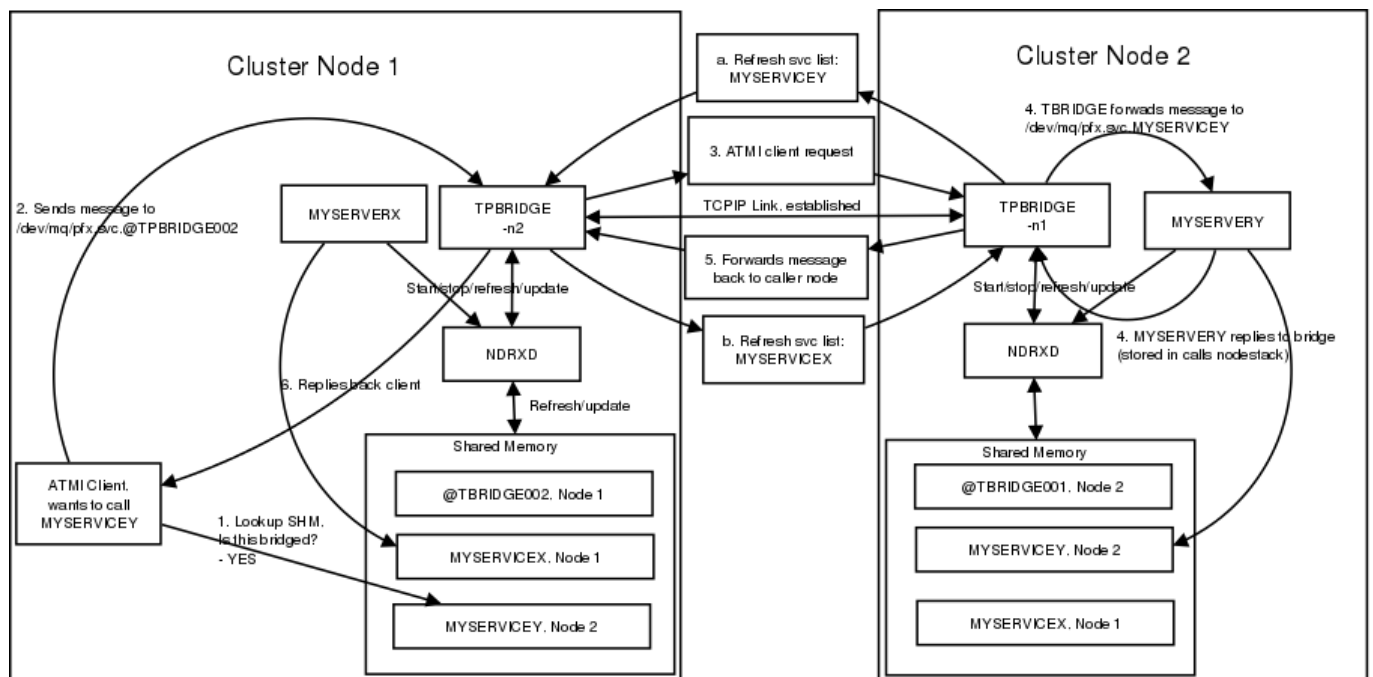 Cluster Node 1
Cluster Node 2
a. Refresh svc list:
MYSERVICEY
4. TBRIDGE forwads message to
/dev/mq/pfx.svc.MYSERVICEY
3. ATMI client request
2. Sends message to
/dev/mq/pfx.svc.@TPBRIDGE002
MYSERVERX
TPBRIDGE
-n2
TCPIP Link. established
TPBRIDGE
-n1
MYSERVERY
5. Forwards message
back to caller node
Start/stop/refresh/update
Start/stop/refresh/update
NDRXD
b. Refresh svc list:
MYSERVICEX
NDRXD
4. MYSERVERY replies to bridge
(stored in calls nodestack)
6. Replies back client
Refresh/update
Shared Memory
Shared Memory
ATMI Client.
wants to call
MYSERVICEY
@TBRIDGE002. Node 1
@TBRIDGE001. Node 2
1. Lookup SHM.
Is this bridged?
- YES
MYSERVICEX. Node 1
MYSERVICEY. Node 2
MYSERVICEY. Node 2
MYSERVICEX. Node 1